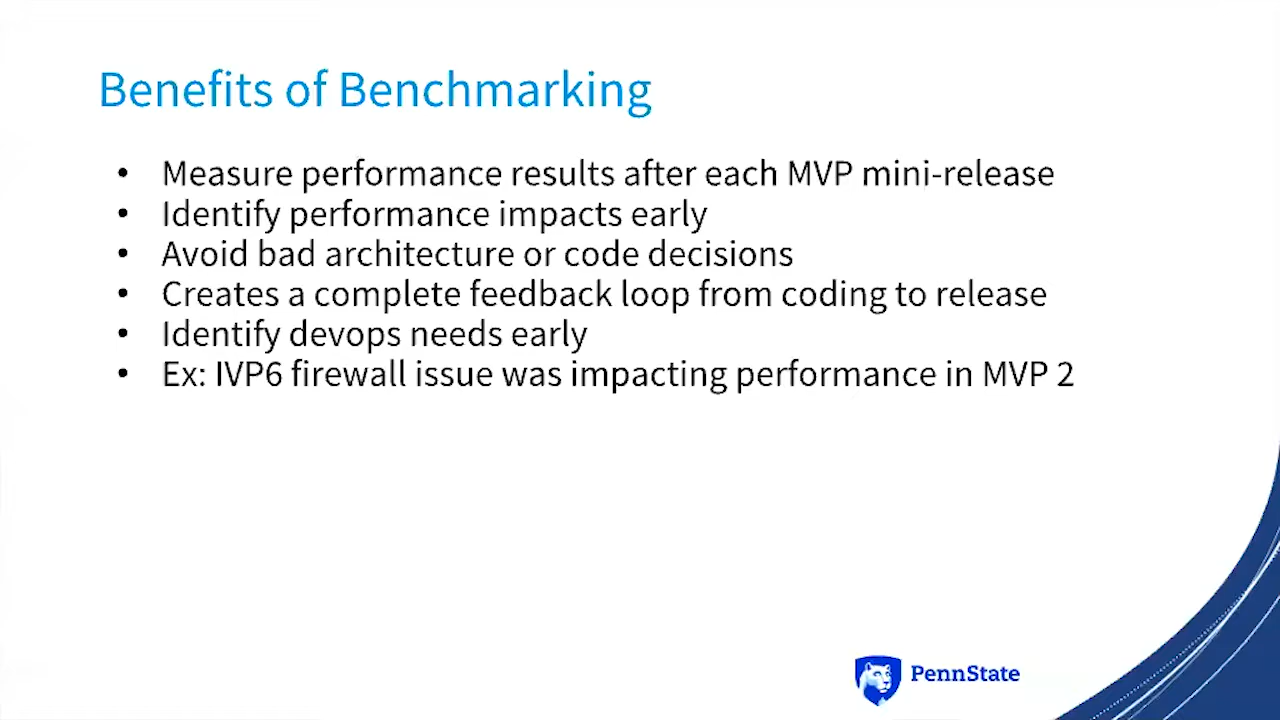 Benefits of Benchmarking
• Measure performance results after each MVP mini-release
• Identify performance impacts early
• Avoid bad architecture or code decisions
• Creates a complete feedback loop from coding to release
• Identify devops needs early
• Ex: IVP6 firewall issue was impacting performance in MVP 2
PennState